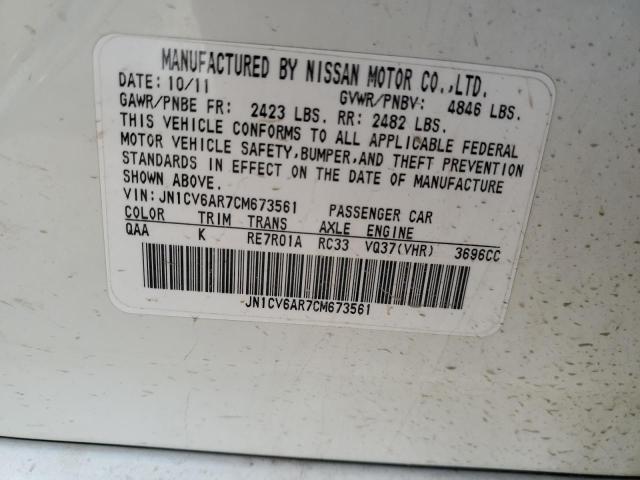 MANUFACTURED BY NISSAN MOTOR CO.,LTD.
DATE: 10/11 GVWR/PNBV: 4846 LBS.
GAWR/PNBE FR: 2423 LBS. RR: 2482 LBS.
THIS VEHICLE CONFORMS TO ALL APPLICABLE FEDERAL
MOTOR VEHICLE SAFETY,BUMPER,AND THEFT PREVENTION
STANDARDS IN EFFECT ON THE DATE OF MANUFACTURE
SHOWN ABOVE.
VIN: JN1CV6AR7CM673561 PASSENGER CAR
COLOR TRIM TRANS AXLE ENGINE
QAA K RE7R01A RC33 VQ37(VHR) 3696CC
JN1CV6AR7CM673561